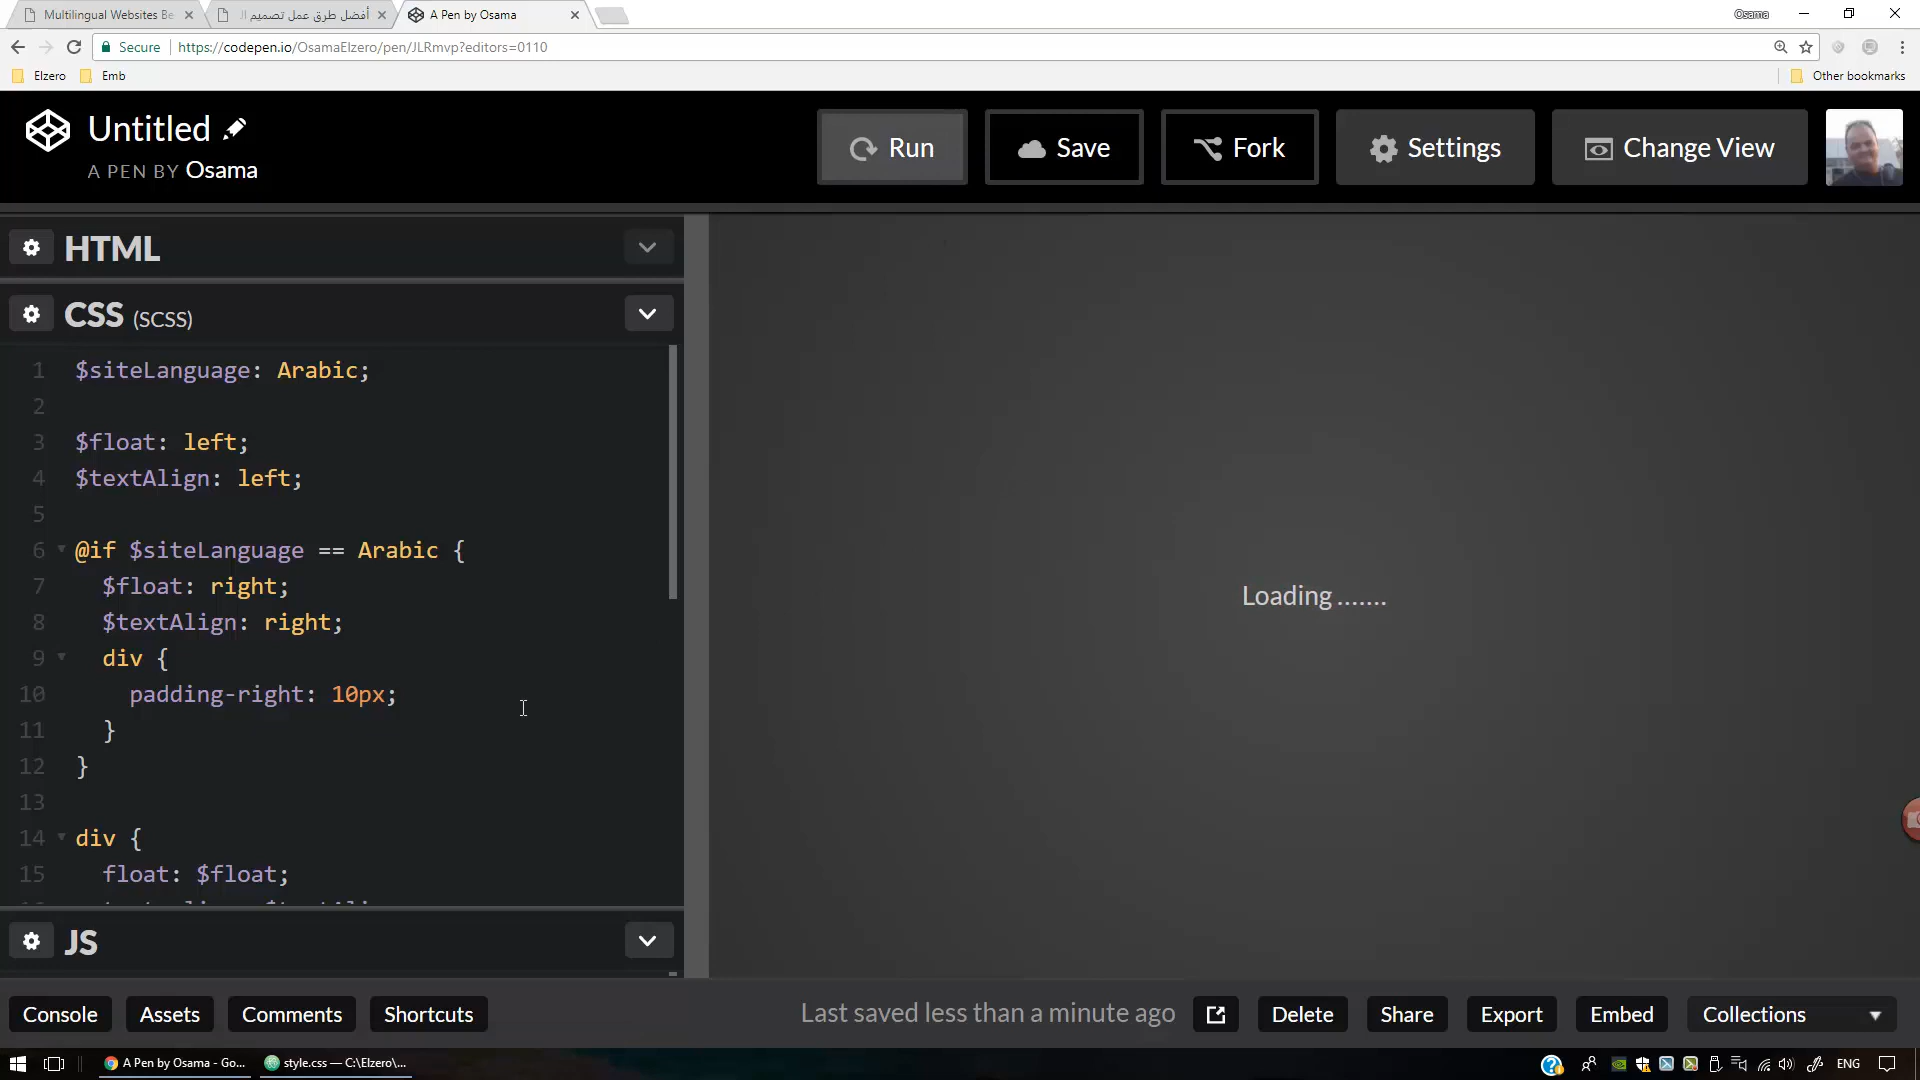 Multilingual Websites Be
أفضل طرق عمل تصميم ال
A Pen by Osama
Osama
Secure
https://codepen.io/OsamaElzero/pen/JLRmvp?editors=0110
Elzero
Emb
Other bookmarks
Untitled
A PEN BY Osama
Run
Save
Fork
Settings
Change View
HTML
CSS (SCSS)
1 $siteLanguage: Arabic;
2
3 $float: left;
4 $textAlign: left;
5
6 @if $siteLanguage == Arabic {
7 $float: right;
8 $textAlign: right;
9 div {
10 padding-right: 10px;
11 }
12 }
13
14 div {
15 float: $float;
Loading .......
JS
Console
Assets
Comments
Shortcuts
Last saved less than a minute ago
Delete
Share
Export
Embed
Collections
A Pen by Osama - Go...
style.css — C:\Elzero\...
ENG